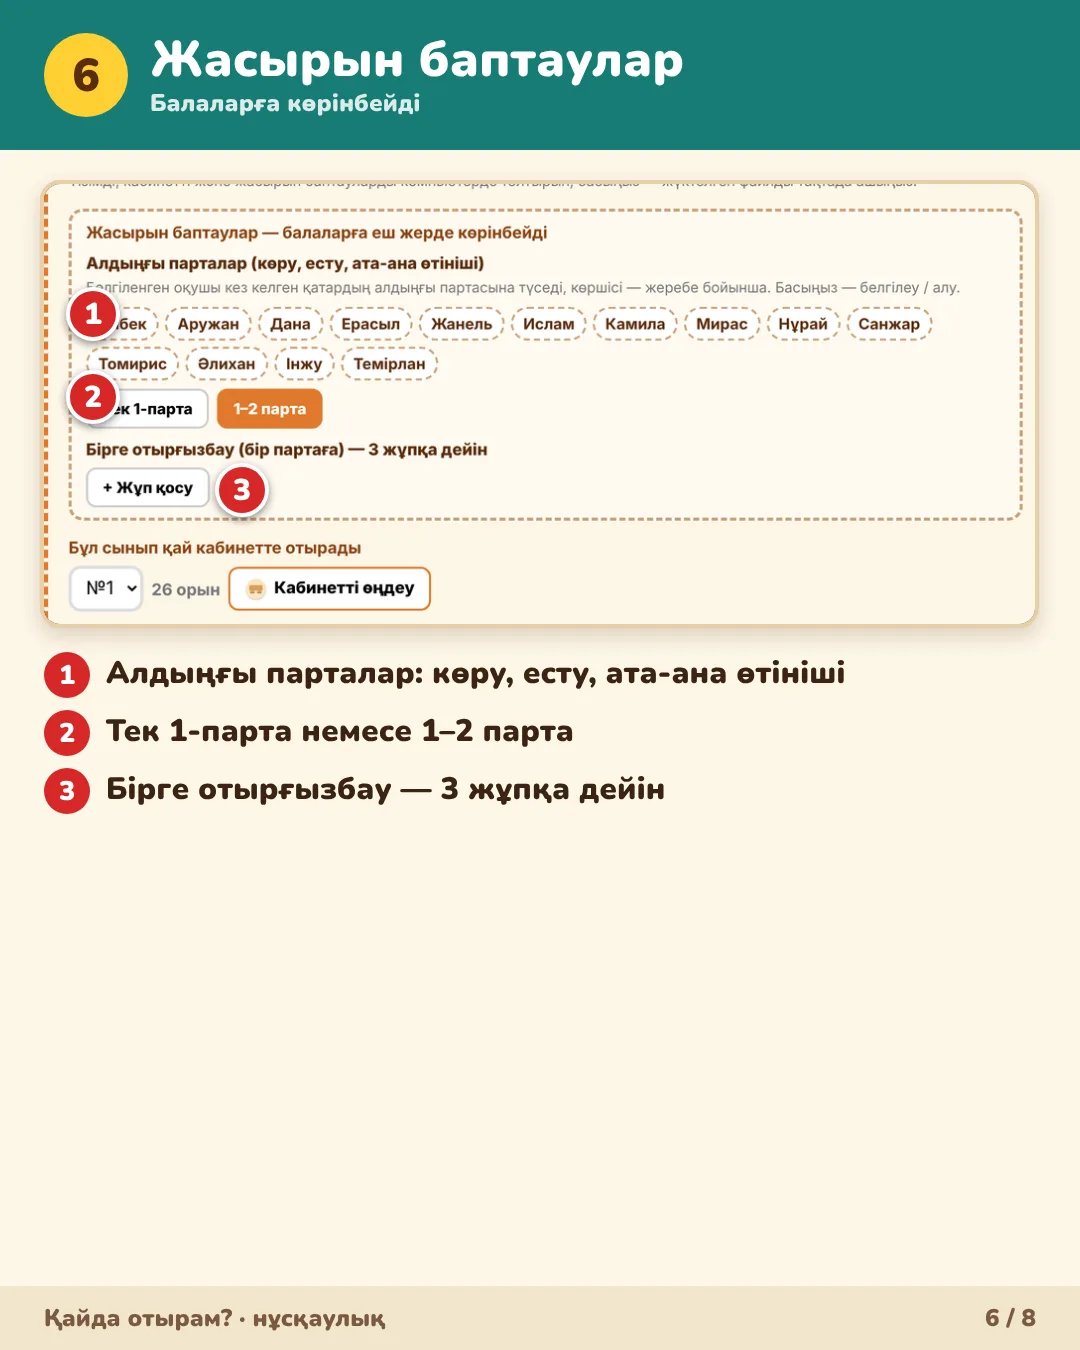 6
Жасырын баптаулар
Балаларға көрінбейді
Жасырын баптаулар — балаларға еш жерде көрінбейді
Алдыңғы парталар (көру, есту, ата-ана өтініші)
Белгіленген оқушы кез келген қатардың алдыңғы партасына түседі, көршісі — жеребе бойынша. Басыңыз — белгілеу / алу.
1 Аружан Дана Ерасыл Жанель Ислам Камила Мирас Нұрай Санжар
Томирис Әлихан Інжу Темірлан
2 1-парта 1–2 парта
Бірге отырғызбау (бір партаға) — 3 жұпқа дейін
+ Жұп қосу 3
Бұл сынып қай кабинетте отырады
№1 26 орын Кабинетті өңдеу
1 Алдыңғы парталар: көру, есту, ата-ана өтініші
2 Тек 1-парта немесе 1–2 парта
3 Бірге отырғызбау — 3 жұпқа дейін
Қайда отырам? · нұсқаулық
6 / 8